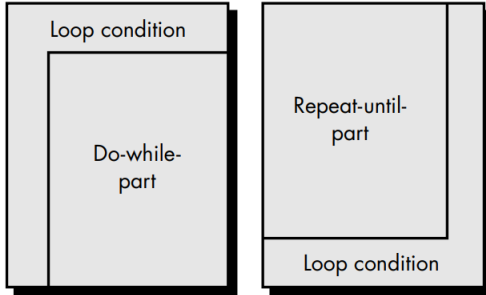 Loop condition
Do-while-
part
Repeat-until-
part
Loop condition